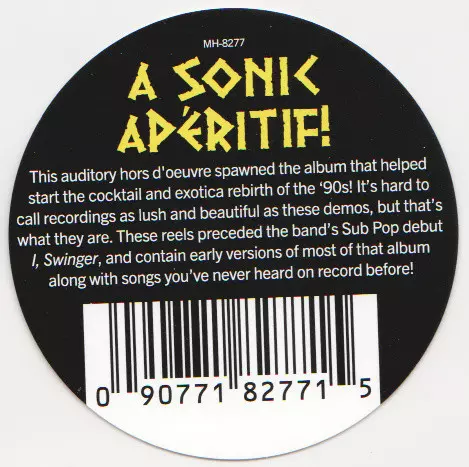 MH-8277
A SONIC
APÉRITIF!
This auditory hors d'oeuvre spawned the album that helped
start the cocktail and exotica rebirth of the ‘90s! It’s hard to
call recordings as lush and beautiful as these demos, but that’s
what they are. These reels preceded the band’s Sub Pop debut
I, Swinger, and contain early versions of most of that album
along with songs you’ve never heard on record before!
0 90771 82771 5